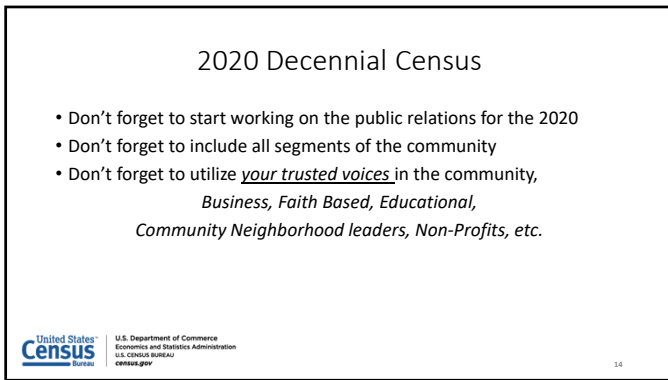 2020 Decennial Census
• Don’t forget to start working on the public relations for the 2020
• Don’t forget to include all segments of the community
• Don’t forget to utilize your trusted voices in the community,
Business, Faith Based, Educational,
Community Neighborhood leaders, Non-Profits, etc.
United States®
Census
Bureau
U.S. Department of Commerce
Economics and Statistics Administration
U.S. CENSUS BUREAU
census.gov
14